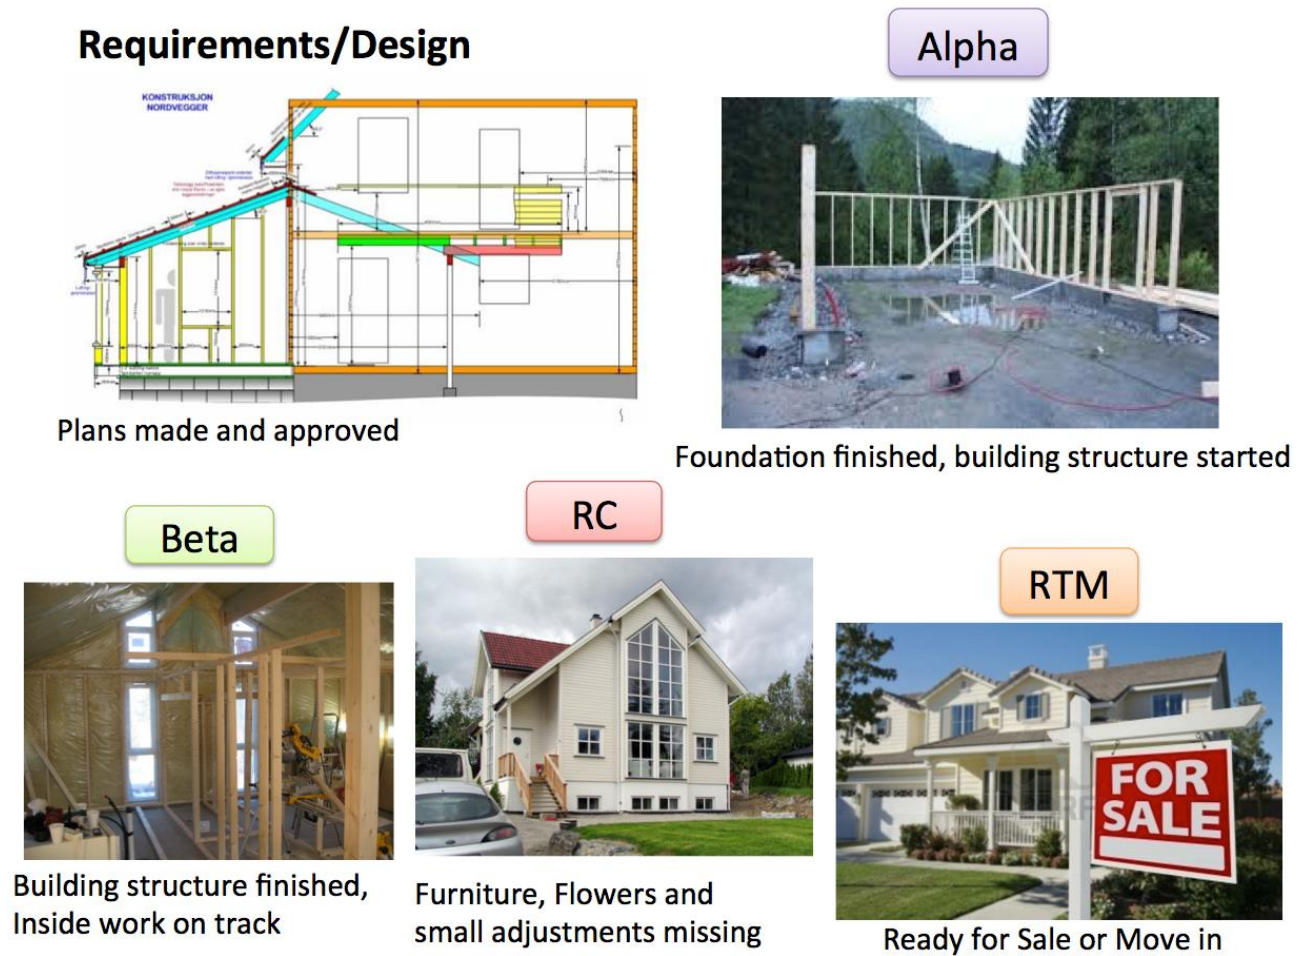 Requirements/Design
KONSTRUKSJON
NORDVEGGER
Plans made and approved
Alpha
Foundation finished, building structure started
Beta
Building structure finished,
Inside work on track
RC
Furniture, Flowers and
small adjustments missing
RTM
FOR
SALE
Ready for Sale or Move in